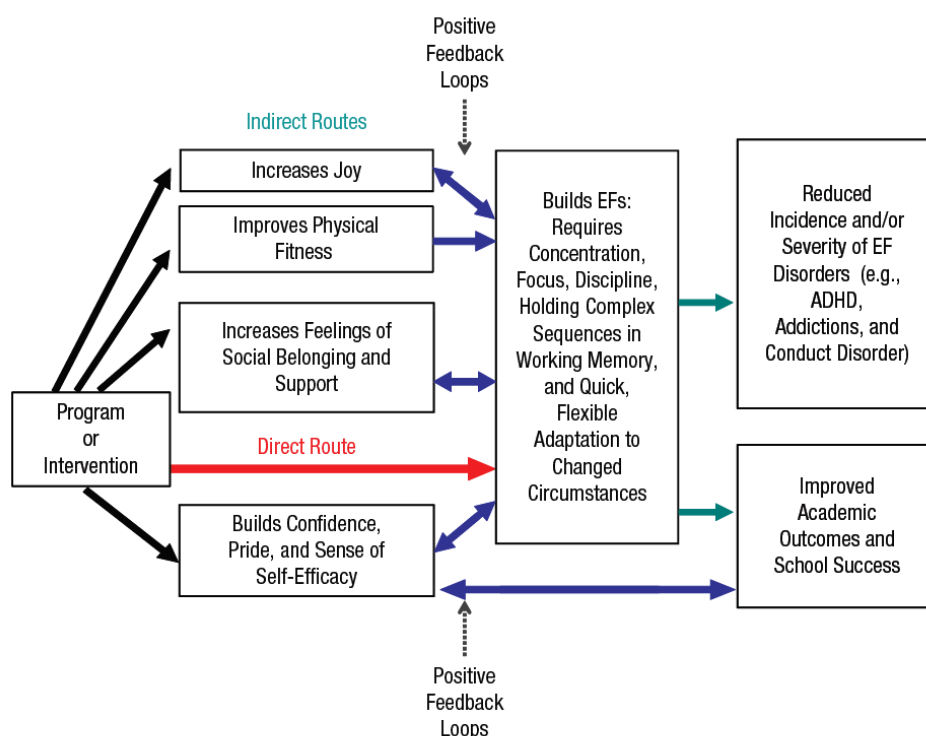 Positive
Feedback
Loops
Indirect Routes
Increases Joy
Improves Physical
Fitness
Increases Feelings of
Social Belonging and
Support
Program
or
Intervention
Direct Route
Builds Confidence,
Pride, and Sense of
Self-Efficacy
Builds EFs:
Requires
Concentration,
Focus, Discipline,
Holding Complex
Sequences in
Working Memory,
and Quick,
Flexible
Adaptation to
Changed
Circumstances
Reduced
Incidence and/or
Severity of EF
Disorders (e.g.,
ADHD,
Addictions, and
Conduct Disorder)
Improved
Academic
Outcomes and
School Success
Positive
Feedback
Loops